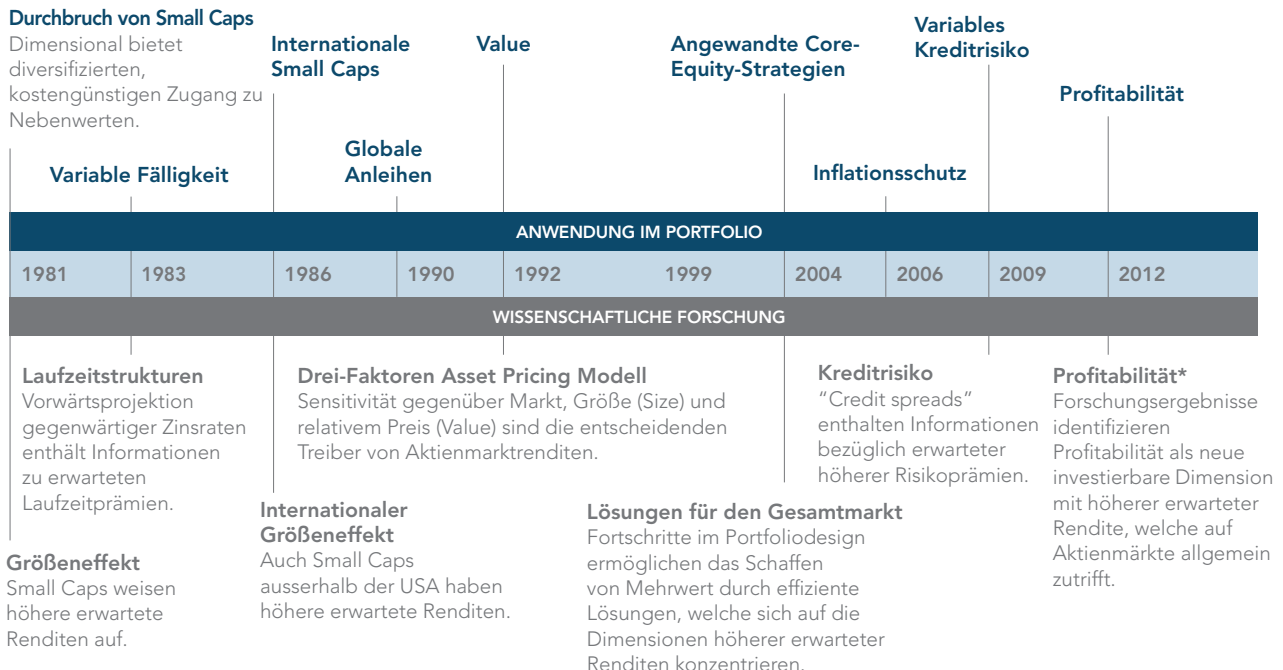 Durchbruch von Small Caps
Dimensional bietet
diversifizierten,
kostengünstigen Zugang zu
Nebenwerten.
Variable Fälligkeit
Internationale
Small Caps
Globale
Anleihen
Value
Angewandte Core-
Equity-Strategien
Inflationsschutz
Variables
Kreditrisiko
Profitabilität
ANWENDUNG IM PORTFOLIO
1981 1983 1986 1990 1992 1999 2004 2006 2009 2012
WISSENSCHAFTLICHE FORSCHUNG
Laufzeitstrukturen
Vorwärtsprojektion
gegenwärtiger Zinsraten
enthält Informationen
zu erwarteten
Laufzeitprämien.
Größeneffekt
Small Caps weisen
höhere erwartete
Renditen auf.
Drei-Faktoren Asset Pricing Modell
Sensitivität gegenüber Markt, Größe (Size) und
relativem Preis (Value) sind die entscheidenden
Treiber von Aktienmarktrenditen.
Internationaler
Größeneffekt
Auch Small Caps
ausserhalb der USA haben
höhere erwartete Renditen.
Lösungen für den Gesamtmarkt
Fortschritte im Portfoliodesign
ermöglichen das Schaffen
von Mehrwert durch effiziente
Lösungen, welche sich auf die
Dimensionen höherer erwarteter
Renditen konzentrieren.
Kreditrisiko
"Credit spreads"
enthalten Informationen
bezüglich erwarteter
höherer Risikoprämien.
Profitabilität*
Forschungsergebnisse
identifizieren
Profitabilität als neue
investierbare Dimension
mit höherer erwarteter
Rendite, welche auf
Aktienmärkte allgemein
zutrifft.